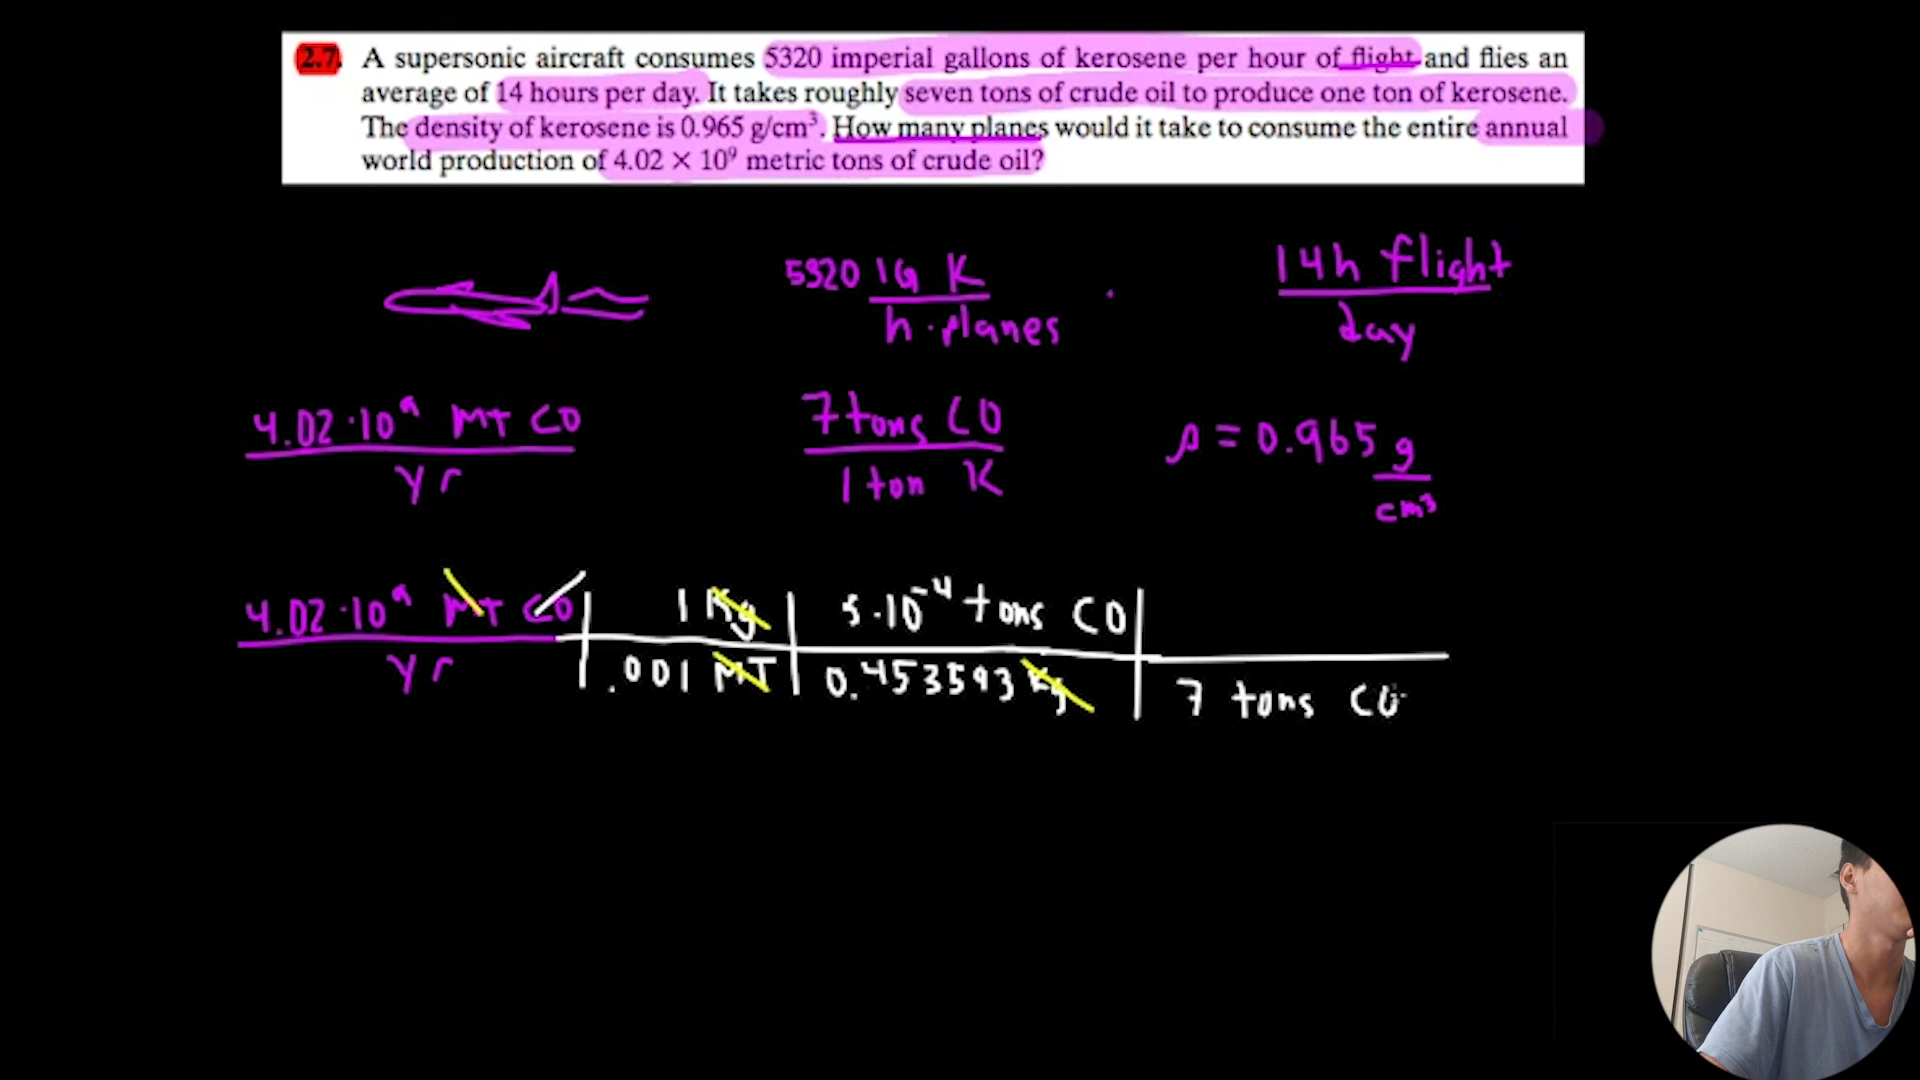 2.7. A supersonic aircraft consumes 5320 imperial gallons of kerosene per hour of flight and flies an
average of 14 hours per day. It takes roughly seven tons of crude oil to produce one ton of kerosene.
The density of kerosene is 0.965 g/cm³. How many planes would it take to consume the entire annual
world production of 4.02 × 10⁹ metric tons of crude oil?
5320 IG K
h · planes
·
14h flight
day
4.02 · 10⁹ MT CO
yr
7 tons CO
1 ton K
ρ = 0.965 g
cm³
4.02 · 10⁹ MT CO | 1 Kg | 5 · 10⁻⁴ tons CO |
yr | .001 MT | 0.453593 Kg | 7 tons CO